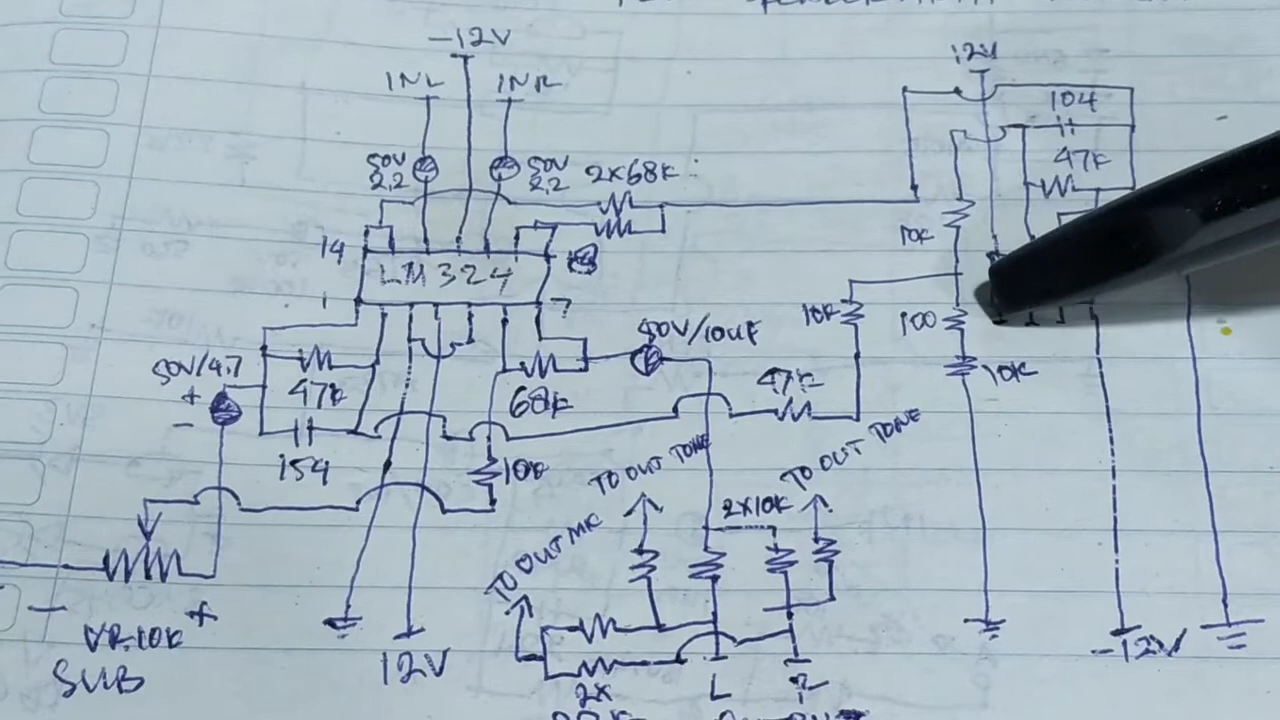 -12V
12V
INL
INR
104
47K
50V
2.2
50V
2.2
2X68K
14
LM324
10K
1
7
50V/10UF
10K
100
10K
50V/4.7
+
-
47K
68K
47K
154
10K
TO OUT TONE
TO OUT TONE
2X10K
TO OUT MK
-
+
VR.10K
SUB
12V
-12V
2X
L